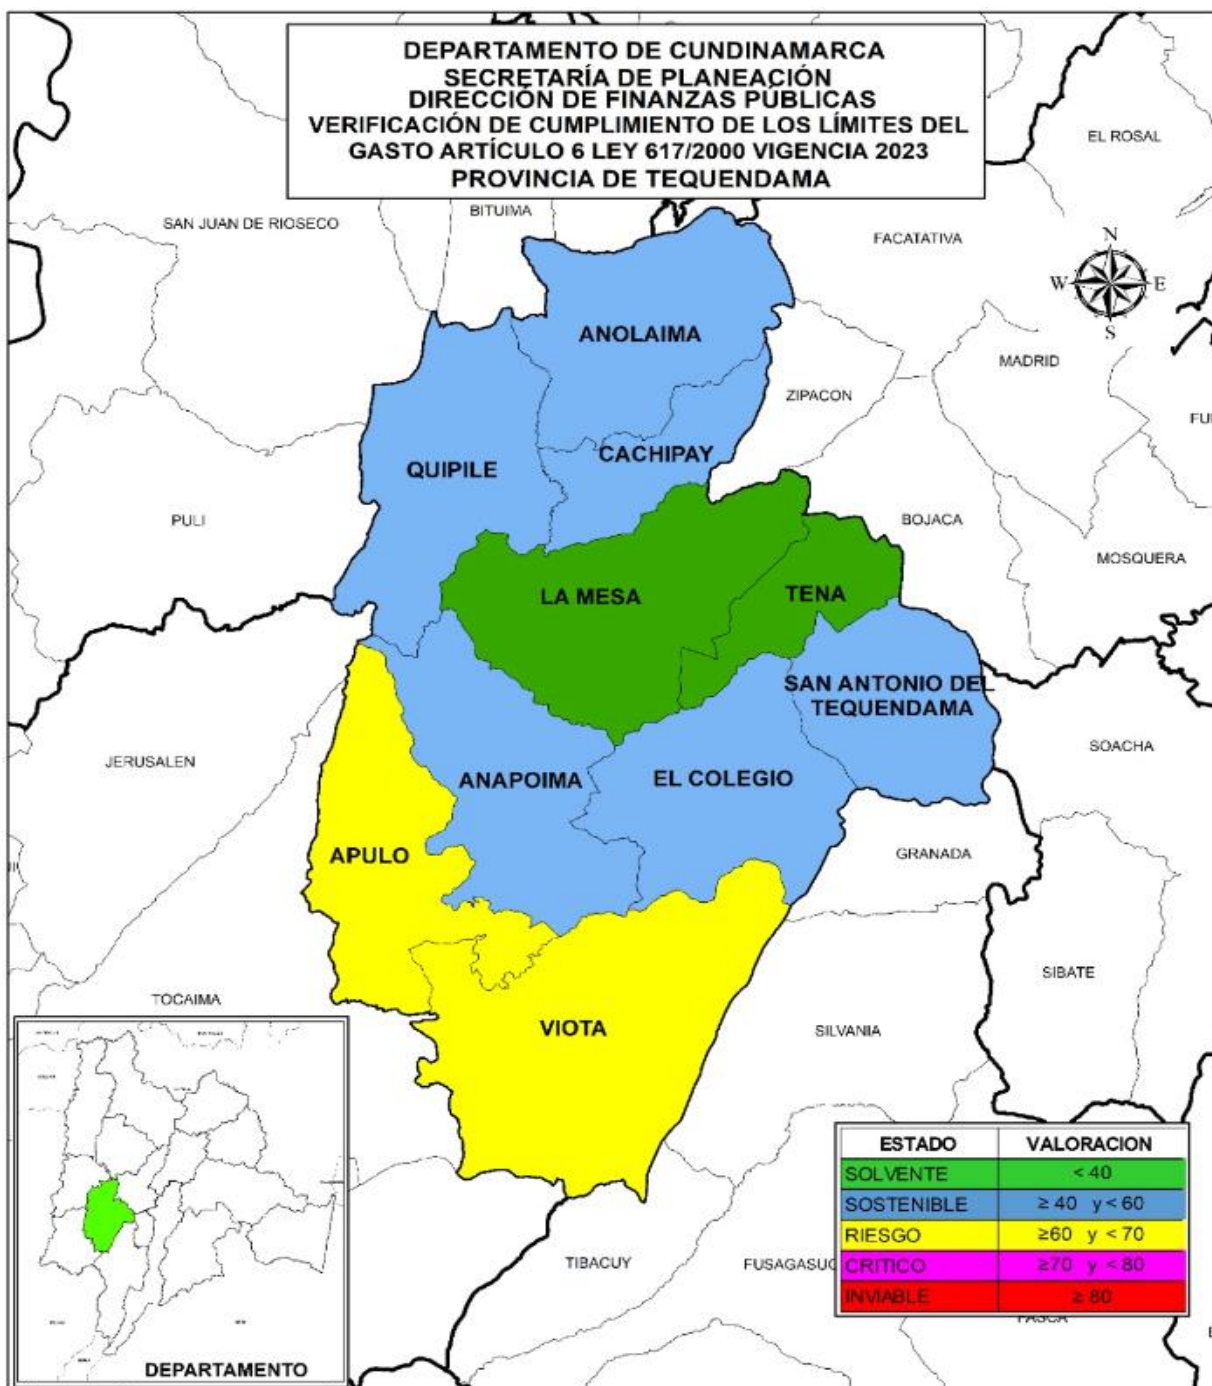 DEPARTAMENTO DE CUNDINAMARCA
SECRETARÍA DE PLANEACIÓN
DIRECCIÓN DE FINANZAS PÚBLICAS
VERIFICACIÓN DE CUMPLIMIENTO DE LOS LÍMITES DEL
GASTO ARTÍCULO 6 LEY 617/2000 VIGENCIA 2023
PROVINCIA DE TEQUENDAMA
EL ROSAL
BITUIMA
SAN JUAN DE RIOSECO
FACATATIVA
N
W E
S
ANOLAIMA
MADRID
ZIPACON
FU
CACHIPAY
QUIPILE
PULI
BOJACA
MOSQUERA
LA MESA
TENA
SAN ANTONIO DEL
TEQUENDAMA
SOACHA
JERUSALEN
ANAPOIMA
EL COLEGIO
APULO
GRANADA
SIBATE
TOCAIMA
VIOTA
SILVANIA
ESTADO VALORACION
SOLVENTE < 40
SOSTENIBLE ≥ 40 y < 60
RIESGO ≥60 y < 70
CRITICO ≥70 y < 80
INVIABLE ≥ 80
TIBACUY
FUSAGASUG
PASCA
DEPARTAMENTO